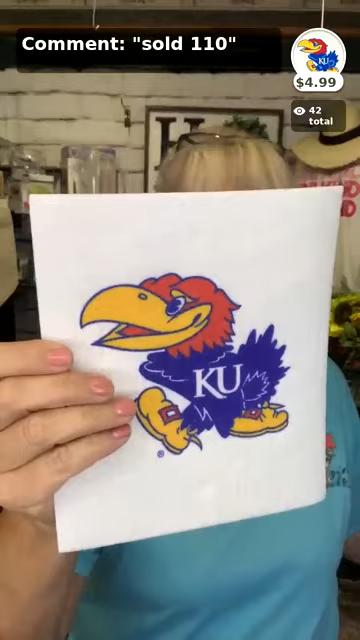 Comment: "sold 110"
KU
$4.99
42
total
KU
®